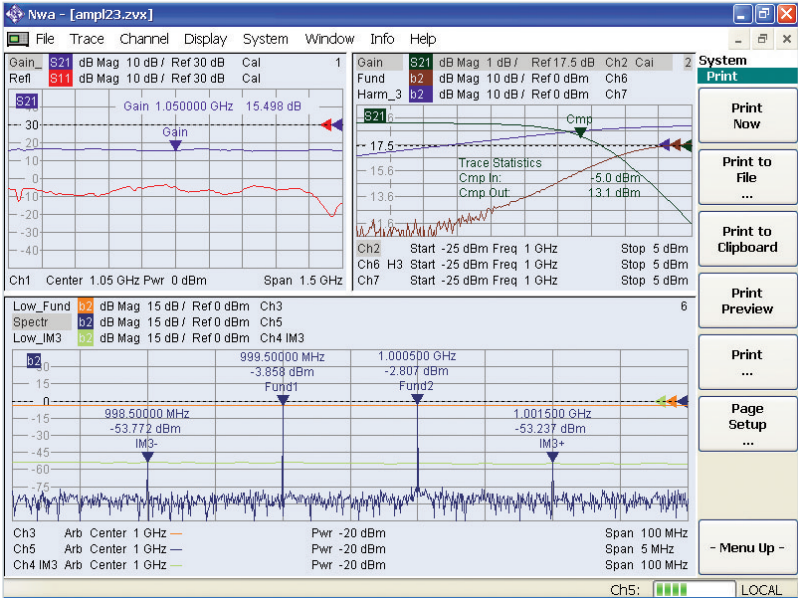 Nwa - [ampl23.zvx]
File Trace Channel Display System Window Info Help
Gain_ S21 dB Mag 10 dB / Ref 30 dB Cal 1
Refl S11 dB Mag 10 dB / Ref 30 dB Cal
S21
Gain 1.050000 GHz 15.498 dB
Gain
30
20
10
0
-10
-20
-30
-40
Ch1 Center 1.05 GHz Pwr 0 dBm Span 1.5 GHz
Gain S21 dB Mag 1 dB / Ref 17.5 dB Ch2 Cai 2
Fund b2 dB Mag 10 dB / Ref 0 dBm Ch6
Harm_3 b2 dB Mag 10 dB / Ref 0 dBm Ch7
S21
Cmp
17.5
15.6
13.6
11.6
Trace Statistics
Cmp In: -5.0 dBm
Cmp Out: 13.1 dBm
Ch2 Start -25 dBm Freq 1 GHz Stop 5 dBm
Ch6 H3 Start -25 dBm Freq 1 GHz Stop 5 dBm
Ch7 Start -25 dBm Freq 1 GHz Stop 5 dBm
Low_Fund b2 dB Mag 15 dB / Ref 0 dBm Ch3 6
Spectr b2 dB Mag 15 dB / Ref 0 dBm Ch5
Low_IM3 b2 dB Mag 15 dB / Ref 0 dBm Ch4 IM3
b2
15
0
-15
-30
-45
-60
-75
998.50000 MHz
-53.772 dBm
IM3-
999.50000 MHz
-3.858 dBm
Fund1
1.000500 GHz
-2.807 dBm
Fund2
1.001500 GHz
-53.237 dBm
IM3+
Ch3 Arb Center 1 GHz — Pwr -20 dBm Span 100 MHz
Ch5 Arb Center 1 GHz — Pwr -20 dBm Span 5 MHz
Ch4 IM3 Arb Center 1 GHz — Pwr -20 dBm Span 100 MHz
System
Print
Print
Now
Print to
File
...
Print to
Clipboard
Print
Preview
Print
...
Page
Setup
...
- Menu Up -
Ch5: LOCAL